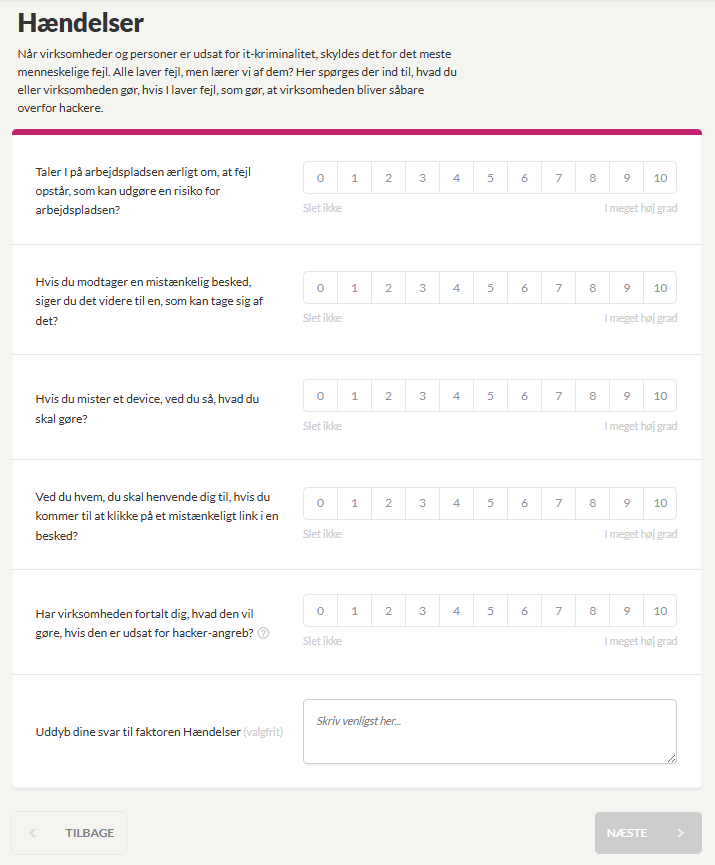 Hændelser
Når virksomheder og personer er udsat for it-kriminalitet, skyldes det for det meste
menneskelige fejl. Alle laver fejl, men lærer vi af dem? Her spørges der ind til, hvad du
eller virksomheden gør, hvis I laver fejl, som gør, at virksomheden bliver såbare
overfor hackere.
Taler I på arbejdspladsen ærligt om, at fejl
opstår, som kan udgøre en risiko for
arbejdspladsen?
0 1 2 3 4 5 6 7 8 9 10
Slet ikke I meget høj grad
Hvis du modtager en mistænkelig besked,
siger du det videre til en, som kan tage sig af
det?
0 1 2 3 4 5 6 7 8 9 10
Slet ikke I meget høj grad
Hvis du mister et device, ved du så, hvad du
skal gøre?
0 1 2 3 4 5 6 7 8 9 10
Slet ikke I meget høj grad
Ved du hvem, du skal henvende dig til, hvis du
kommer til at klikke på et mistænkeligt link i en
besked?
0 1 2 3 4 5 6 7 8 9 10
Slet ikke I meget høj grad
Har virksomheden fortalt dig, hvad den vil
gøre, hvis den er udsat for hacker-angreb? ?
0 1 2 3 4 5 6 7 8 9 10
Slet ikke I meget høj grad
Uddyb dine svar til faktoren Hændelser (valgfrit)
Skriv venligst her...
TILBAGE
NÆSTE